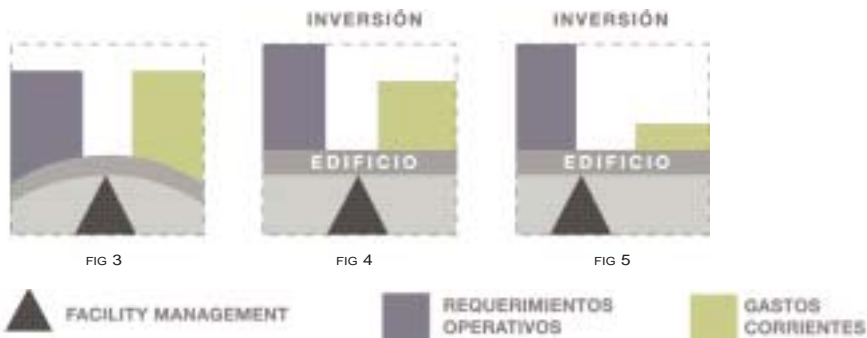 INVERSIÓN
INVERSIÓN
EDIFICIO
EDIFICIO
FIG 3
FIG 4
FIG 5
FACILITY MANAGEMENT
REQUERIMIENTOS
OPERATIVOS
GASTOS
CORRIENTES